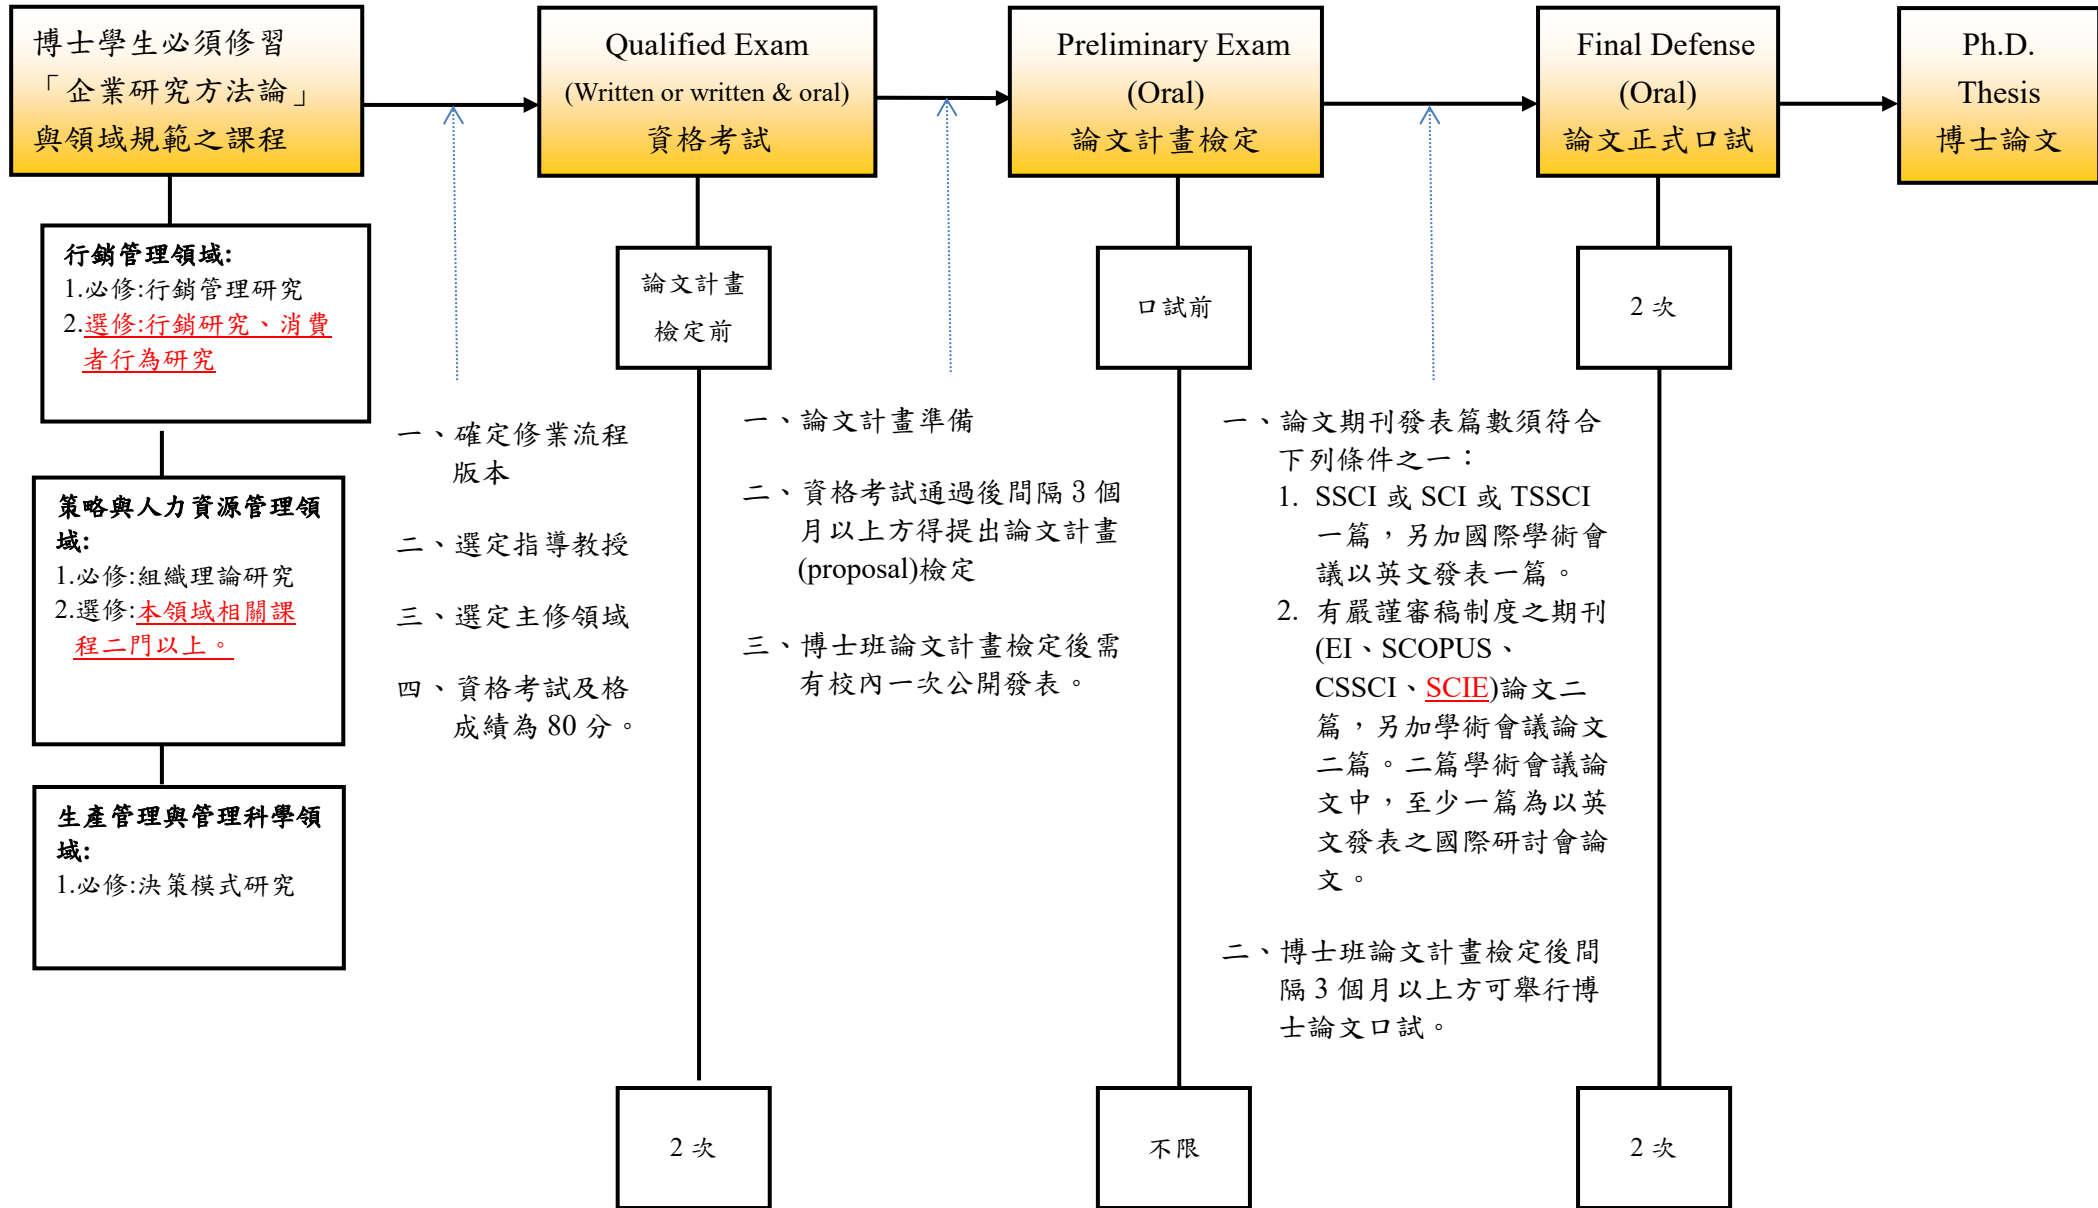 博士學生必須修習
「企業研究方法論」
與領域規範之課程
Qualified Exam
(Written or written & oral)
資格考試
Preliminary Exam
(Oral)
論文計畫檢定
Final Defense
(Oral)
論文正式口試
Ph.D.
Thesis
博士論文
行銷管理領域:
1.必修:行銷管理研究
2.選修:行銷研究、消費
者行為研究
策略與人力資源管理領
域:
1.必修:組織理論研究
2.選修:本領域相關課
程二門以上。
生產管理與管理科學領
域:
1.必修:決策模式研究
一、確定修業流程
版本
二、選定指導教授
三、選定主修領域
四、資格考試及格
成績為 80 分。
論文計畫
檢定前
2 次
一、論文計畫準備
二、資格考試通過後間隔 3 個
月以上方得提出論文計畫
(proposal)檢定
三、博士班論文計畫檢定後需
有校內一次公開發表。
口試前
不限
一、論文期刊發表篇數須符合
下列條件之一：
1. SSCI 或 SCI 或 TSSCI
一篇，另加國際學術會
議以英文發表一篇。
2. 有嚴謹審稿制度之期刊
(EI、SCOPUS、
CSSCI、SCIE)論文二
篇，另加學術會議論文
二篇。二篇學術會議論
文中，至少一篇為以英
文發表之國際研討會論
文。
二、博士班論文計畫檢定後間
隔 3 個月以上方可舉行博
士論文口試。
2 次
2 次